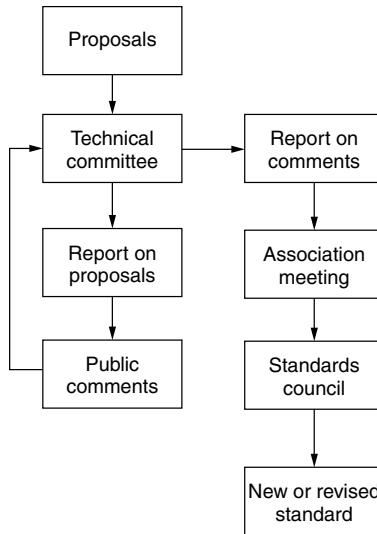 Proposals
Technical
committee
Report on
proposals
Public
comments
Report on
comments
Association
meeting
Standards
council
New or revised
standard